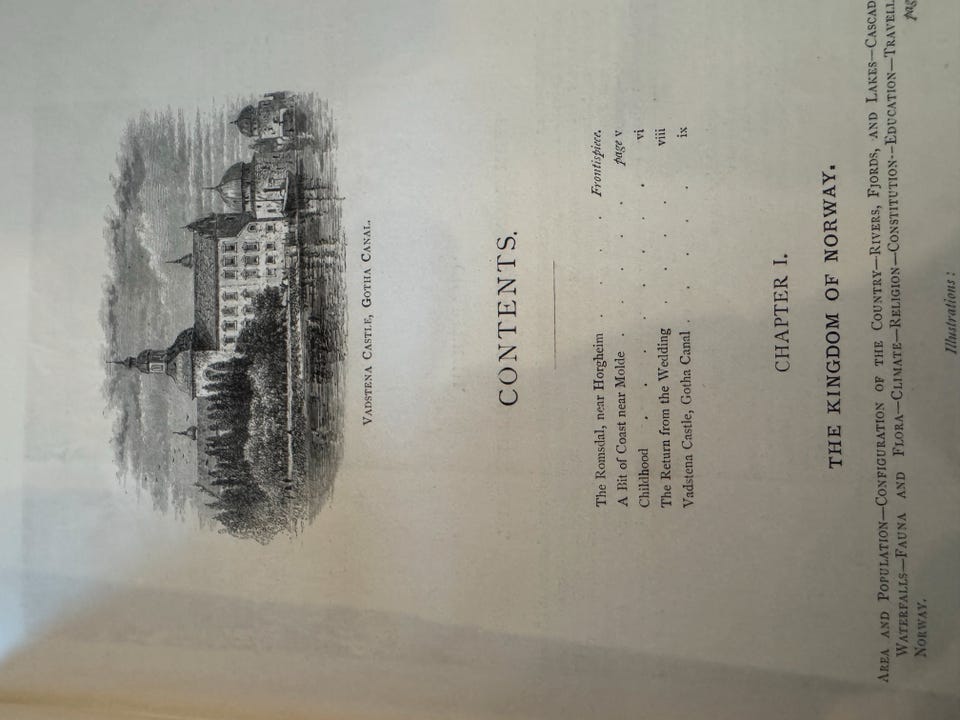 VADSTENA CASTLE, GOTHA CANAL.
CONTENTS.
The Romsdal, near Horgheim . . . . Frontispiece.
A Bit of Coast near Molde . . . . . page v
Childhood . . . . . vi
The Return from the Wedding . . . . viii
Vadstena Castle, Gotha Canal . . . . . ix
CHAPTER I.
THE KINGDOM OF NORWAY.
AREA AND POPULATION—CONFIGURATION OF THE COUNTRY—RIVERS, FJORDS, AND LAKES—
WATERFALLS—FAUNA AND FLORA—CLIMATE—RELIGION—CONSTITUTION--EDUCATION—
NORWAY.
Illustrations: